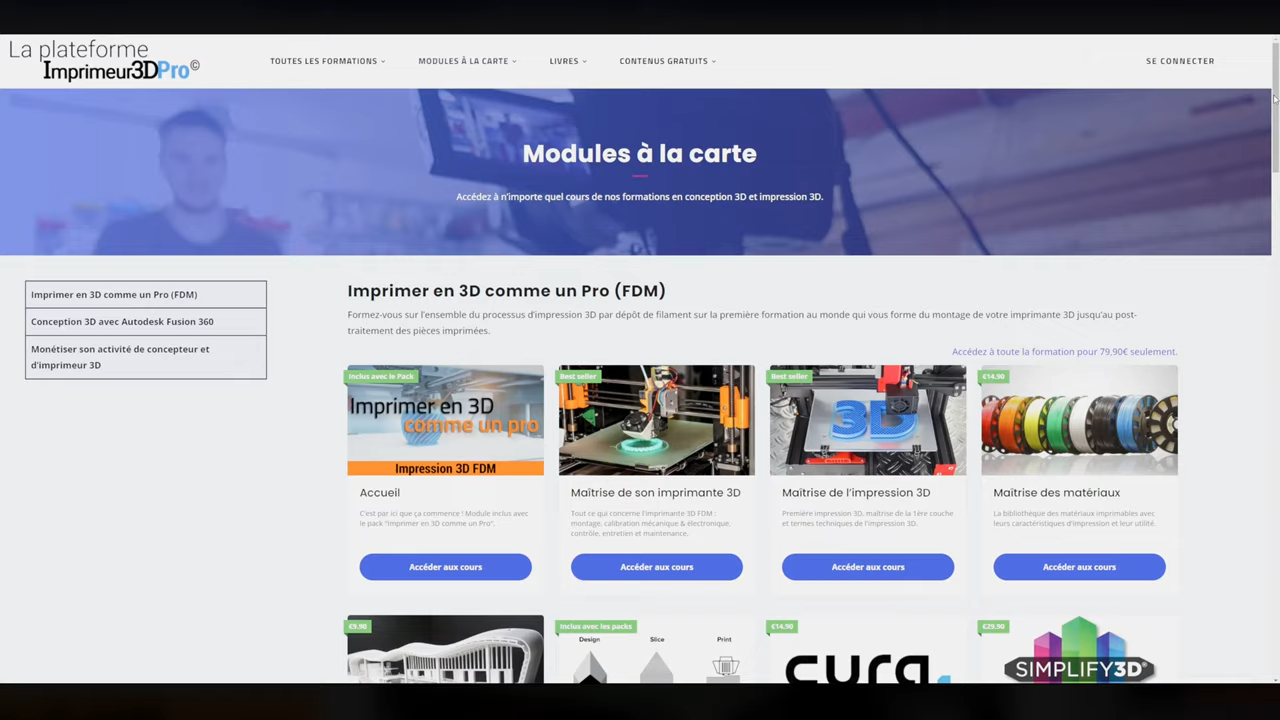 La plateforme
Imprimeur3DPro©
TOUTES LES FORMATIONS
MODULES À LA CARTE
LIVRES
CONTENUS GRATUITS
SE CONNECTER
Modules à la carte
Accédez à n'importe quel cours de nos formations en conception 3D et impression 3D.
Imprimer en 3D comme un Pro (FDM)
Conception 3D avec Autodesk Fusion 360
Monétiser son activité de concepteur et
d'imprimeur 3D
Imprimer en 3D comme un Pro (FDM)
Formez-vous sur l'ensemble du processus d'impression 3D par dépôt de filament sur la première formation au monde qui vous forme du montage de votre imprimante 3D jusqu'au post-
traitement des pièces imprimées.
Accédez à toute la formation pour 79,90€ seulement.
Inclus avec le Pack
Imprimer en 3D
comme un pro
Impression 3D FDM
Accueil
C'est par ici que ça commence ! Module inclus avec
le pack "Imprimer en 3D comme un Pro".
Accéder aux cours
Best seller
Maîtrise de son imprimante 3D
Tout ce qui concerne l'imprimante 3D FDM :
montage, calibration mécanique & électronique,
contrôle, entretien et maintenance.
Accéder aux cours
Best seller
3D
Maîtrise de l'impression 3D
Première impression 3D, maîtrise de la 1ère couche
et termes techniques de l'impression 3D.
Accéder aux cours
€14,90
Maîtrise des matériaux
La bibliothèque des matériaux imprimables avec
leurs caractéristiques d'impression et leur utilité.
Accéder aux cours
€9,90
Inclus avec les packs
Design
Slice
Print
€14,90
cura.
€29,90
SIMPLIFY3D®